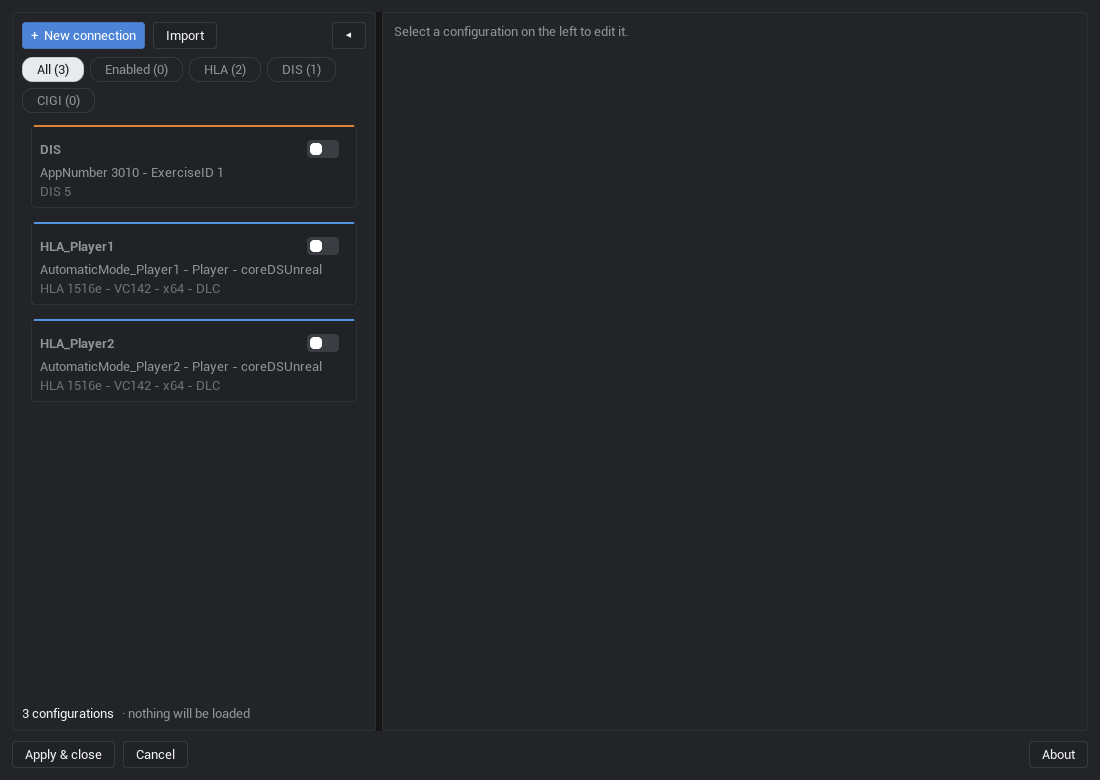 + New connection
Import
All (3)
Enabled (0)
HLA (2)
DIS (1)
CIGI (0)
DIS
AppNumber 3010 - ExerciseID 1
DIS 5
HLA_Player1
AutomaticMode_Player1 - Player - coreDSUnreal
HLA 1516e - VC142 - x64 - DLC
HLA_Player2
AutomaticMode_Player2 - Player - coreDSUnreal
HLA 1516e - VC142 - x64 - DLC
3 configurations · nothing will be loaded
Select a configuration on the left to edit it.
Apply & close
Cancel
About